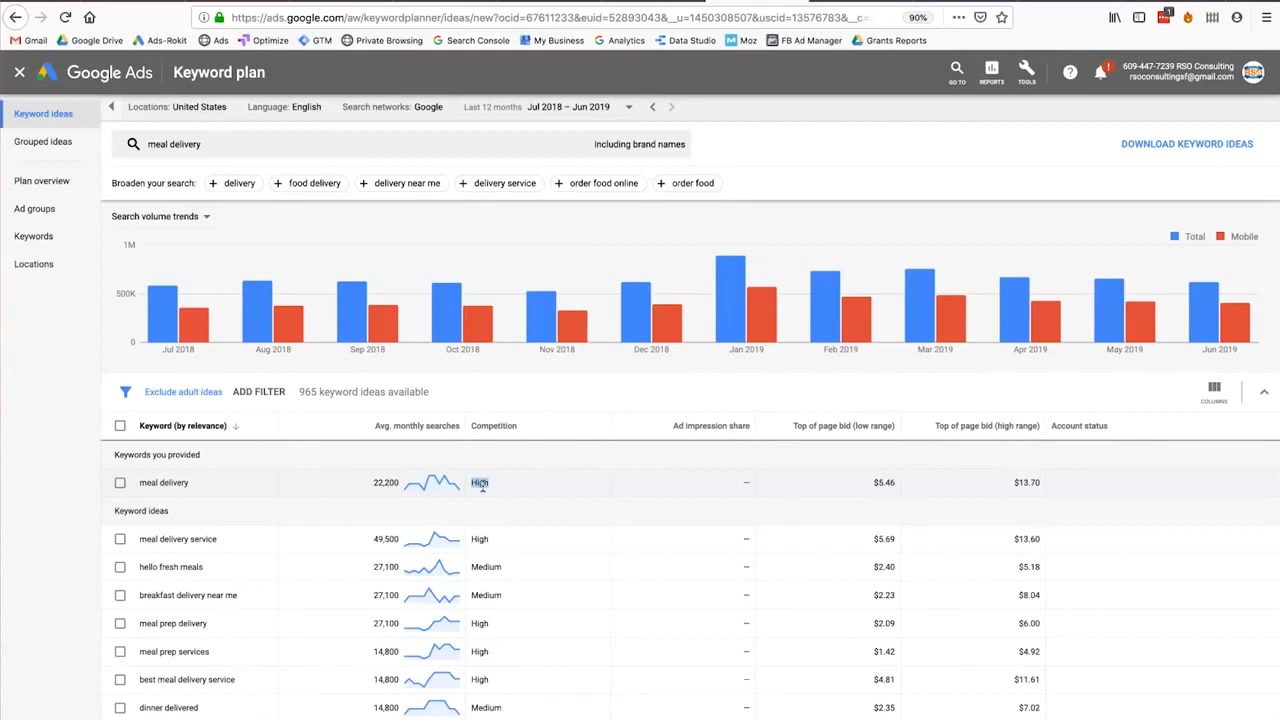 https://ads.google.com/aw/keywordplanner/ideas/new?ocid=67611233&euid=52893043&__u=1450308507&uscid=13576783&__c= 90%
Gmail Google Drive Ads-Rokit Ads Optimize GTM Private Browsing Search Console My Business Analytics Data Studio Moz FB Ad Manager Grants Reports
Google Ads Keyword plan GO TO REPORTS TOOLS ? ! 609-447-7239 RSO Consulting
rsoconsultingsf@gmail.com
Keyword ideas
Grouped ideas
Plan overview
Ad groups
Keywords
Locations
Locations: United States Language: English Search networks: Google Last 12 months Jul 2018 – Jun 2019
meal delivery Including brand names DOWNLOAD KEYWORD IDEAS
Broaden your search: + delivery + food delivery + delivery near me + delivery service + order food online + order food
Search volume trends
Total Mobile
1M
500K
0
Jul 2018 Aug 2018 Sep 2018 Oct 2018 Nov 2018 Dec 2018 Jan 2019 Feb 2019 Mar 2019 Apr 2019 May 2019 Jun 2019
Exclude adult ideas ADD FILTER 965 keyword ideas available COLUMNS
Keyword (by relevance) Avg. monthly searches Competition Ad impression share Top of page bid (low range) Top of page bid (high range) Account status
Keywords you provided
meal delivery 22,200 High – $5.46 $13.70
Keyword ideas
meal delivery service 49,500 High – $5.69 $13.60
hello fresh meals 27,100 Medium – $2.40 $5.18
breakfast delivery near me 27,100 Medium – $2.23 $8.04
meal prep delivery 27,100 High – $2.09 $6.00
meal prep services 14,800 High – $1.42 $4.92
best meal delivery service 14,800 High – $4.81 $11.61
dinner delivered 14,800 Medium – $2.35 $7.02